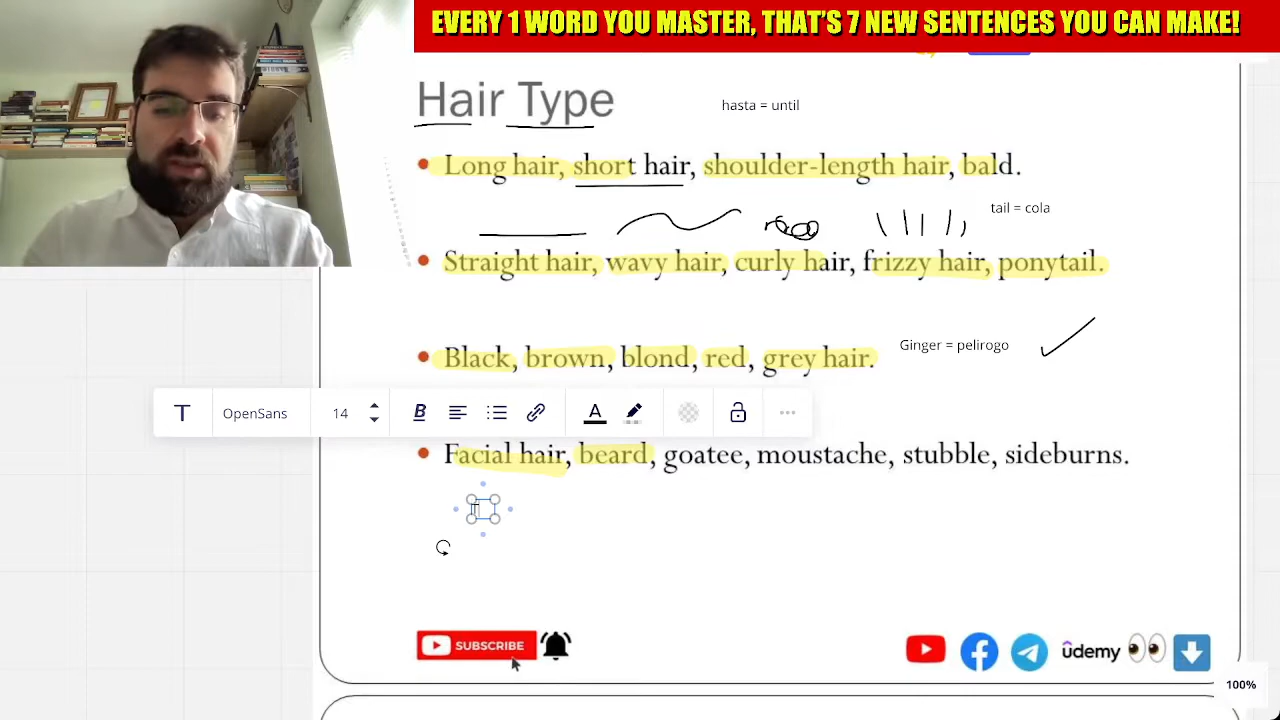 EVERY 1 WORD YOU MASTER, THAT'S 7 NEW SENTENCES YOU CAN MAKE!
Hair Type
hasta = until
Long hair, short hair, shoulder-length hair, bald.
tail = cola
Straight hair, wavy hair, curly hair, frizzy hair, ponytail.
Black, brown, blond, red, grey hair.
Ginger = pelirogo
T OpenSans 14 B A
Facial hair, beard, goatee, moustache, stubble, sideburns.
SUBSCRIBE
ûdemy
100%